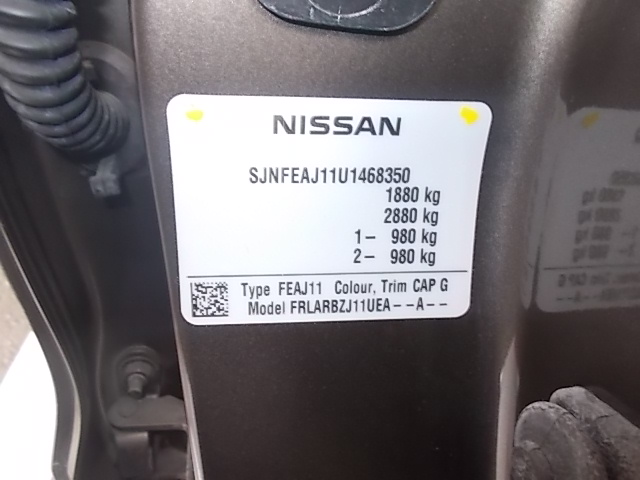 NISSAN
SJNFEAJ11U1468350
1880 kg
2880 kg
1– 980 kg
2– 980 kg
Type FEAJ11 Colour, Trim CAP G
Model FRLARBZJ11UEA--A--